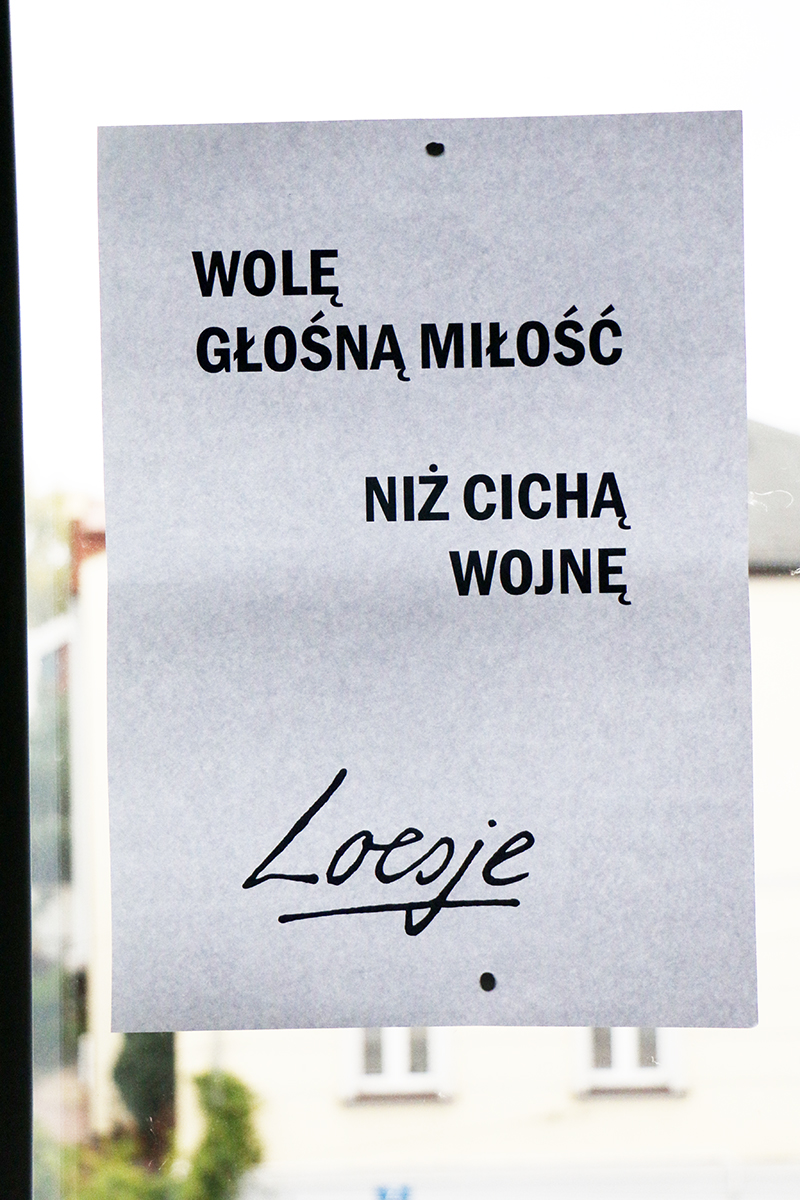 WOLĘ
GŁOŚNĄ MIŁOŚĆ
NIŻ CICHĄ
WOJNĘ
Loesje